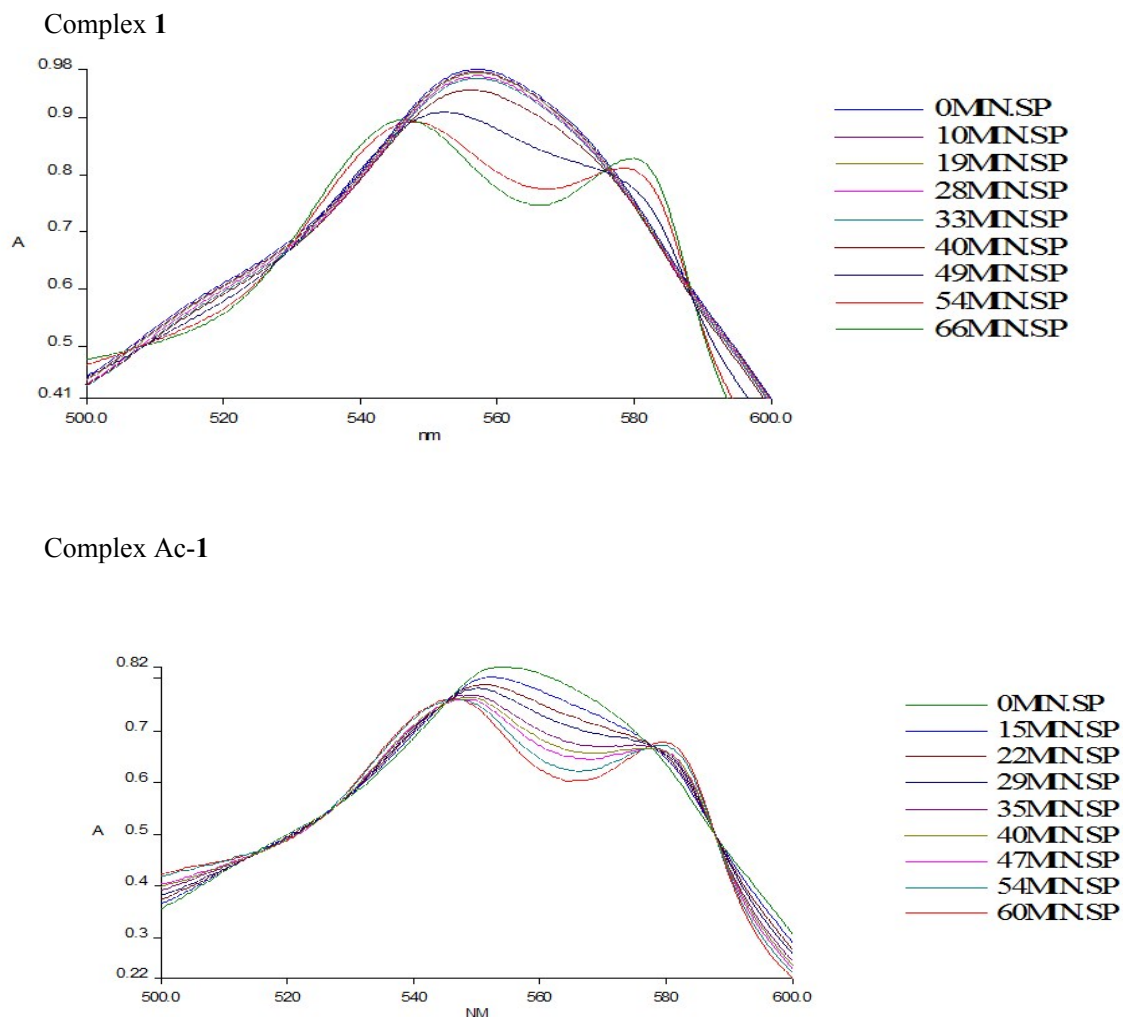 Complex 1
0.98
0.9
0.8
0.7
A
0.6
0.5
0.41
500.0 520 540 560 580 600.0
nm
0MIN.SP
10MIN.SP
19MIN.SP
28MIN.SP
33MIN.SP
40MIN.SP
49MIN.SP
54MIN.SP
66MIN.SP
Complex Ac-1
0.82
0.7
0.6
A 0.5
0.4
0.3
0.22
500.0 520 540 560 580 600.0
NM
0MIN.SP
15MIN.SP
22MIN.SP
29MIN.SP
35MIN.SP
40MIN.SP
47MIN.SP
54MIN.SP
60MIN.SP